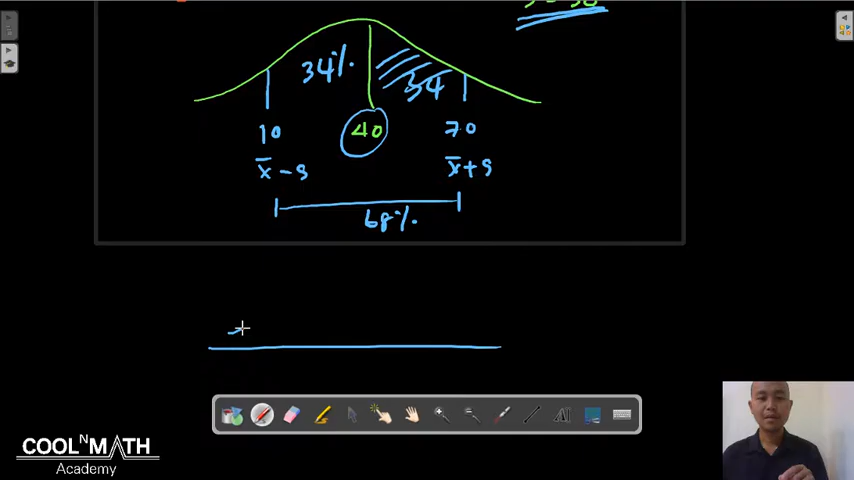 34%. 34
10 40 70
x̄-s x̄+s
68%.
COOL N MATH
Academy